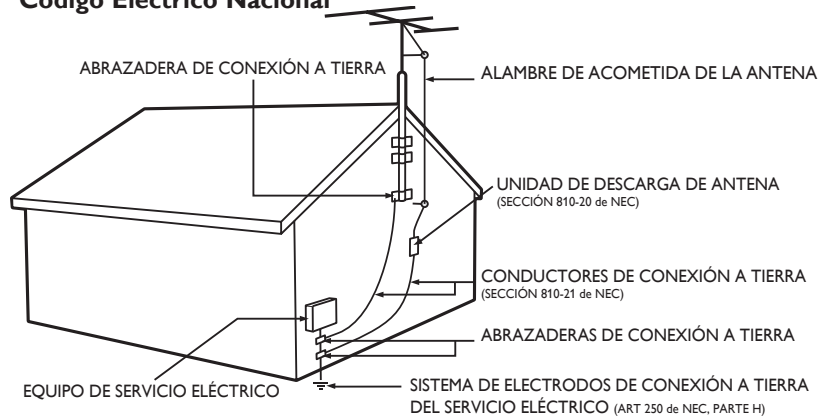 Código Eléctrico Nacional
ABRAZADERA DE CONEXIÓN A TIERRA
ALAMBRE DE ACOMETIDA DE LA ANTENA
UNIDAD DE DESCARGA DE ANTENA
(SECCIÓN 810-20 de NEC)
CONDUCTORES DE CONEXIÓN A TIERRA
(SECCIÓN 810-21 de NEC)
ABRAZADERAS DE CONEXIÓN A TIERRA
EQUIPO DE SERVICIO ELÉCTRICO
SISTEMA DE ELECTRODOS DE CONEXIÓN A TIERRA
DEL SERVICIO ELÉCTRICO (ART 250 de NEC, PARTE H)